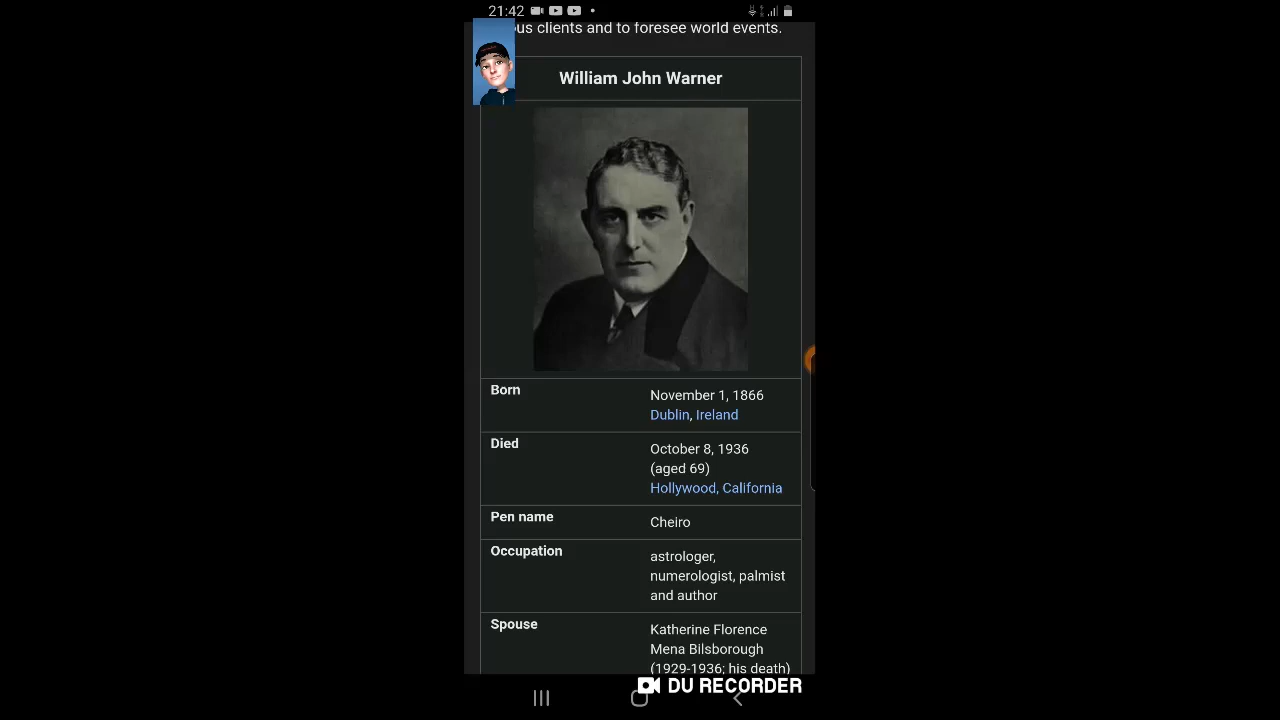 21:42
ous clients and to foresee world events.
William John Warner
Born
November 1, 1866
Dublin, Ireland
Died
October 8, 1936
(aged 69)
Hollywood, California
Pen name
Cheiro
Occupation
astrologer,
numerologist, palmist
and author
Spouse
Katherine Florence
Mena Bilsborough
(1929-1936; his death)
DU RECORDER